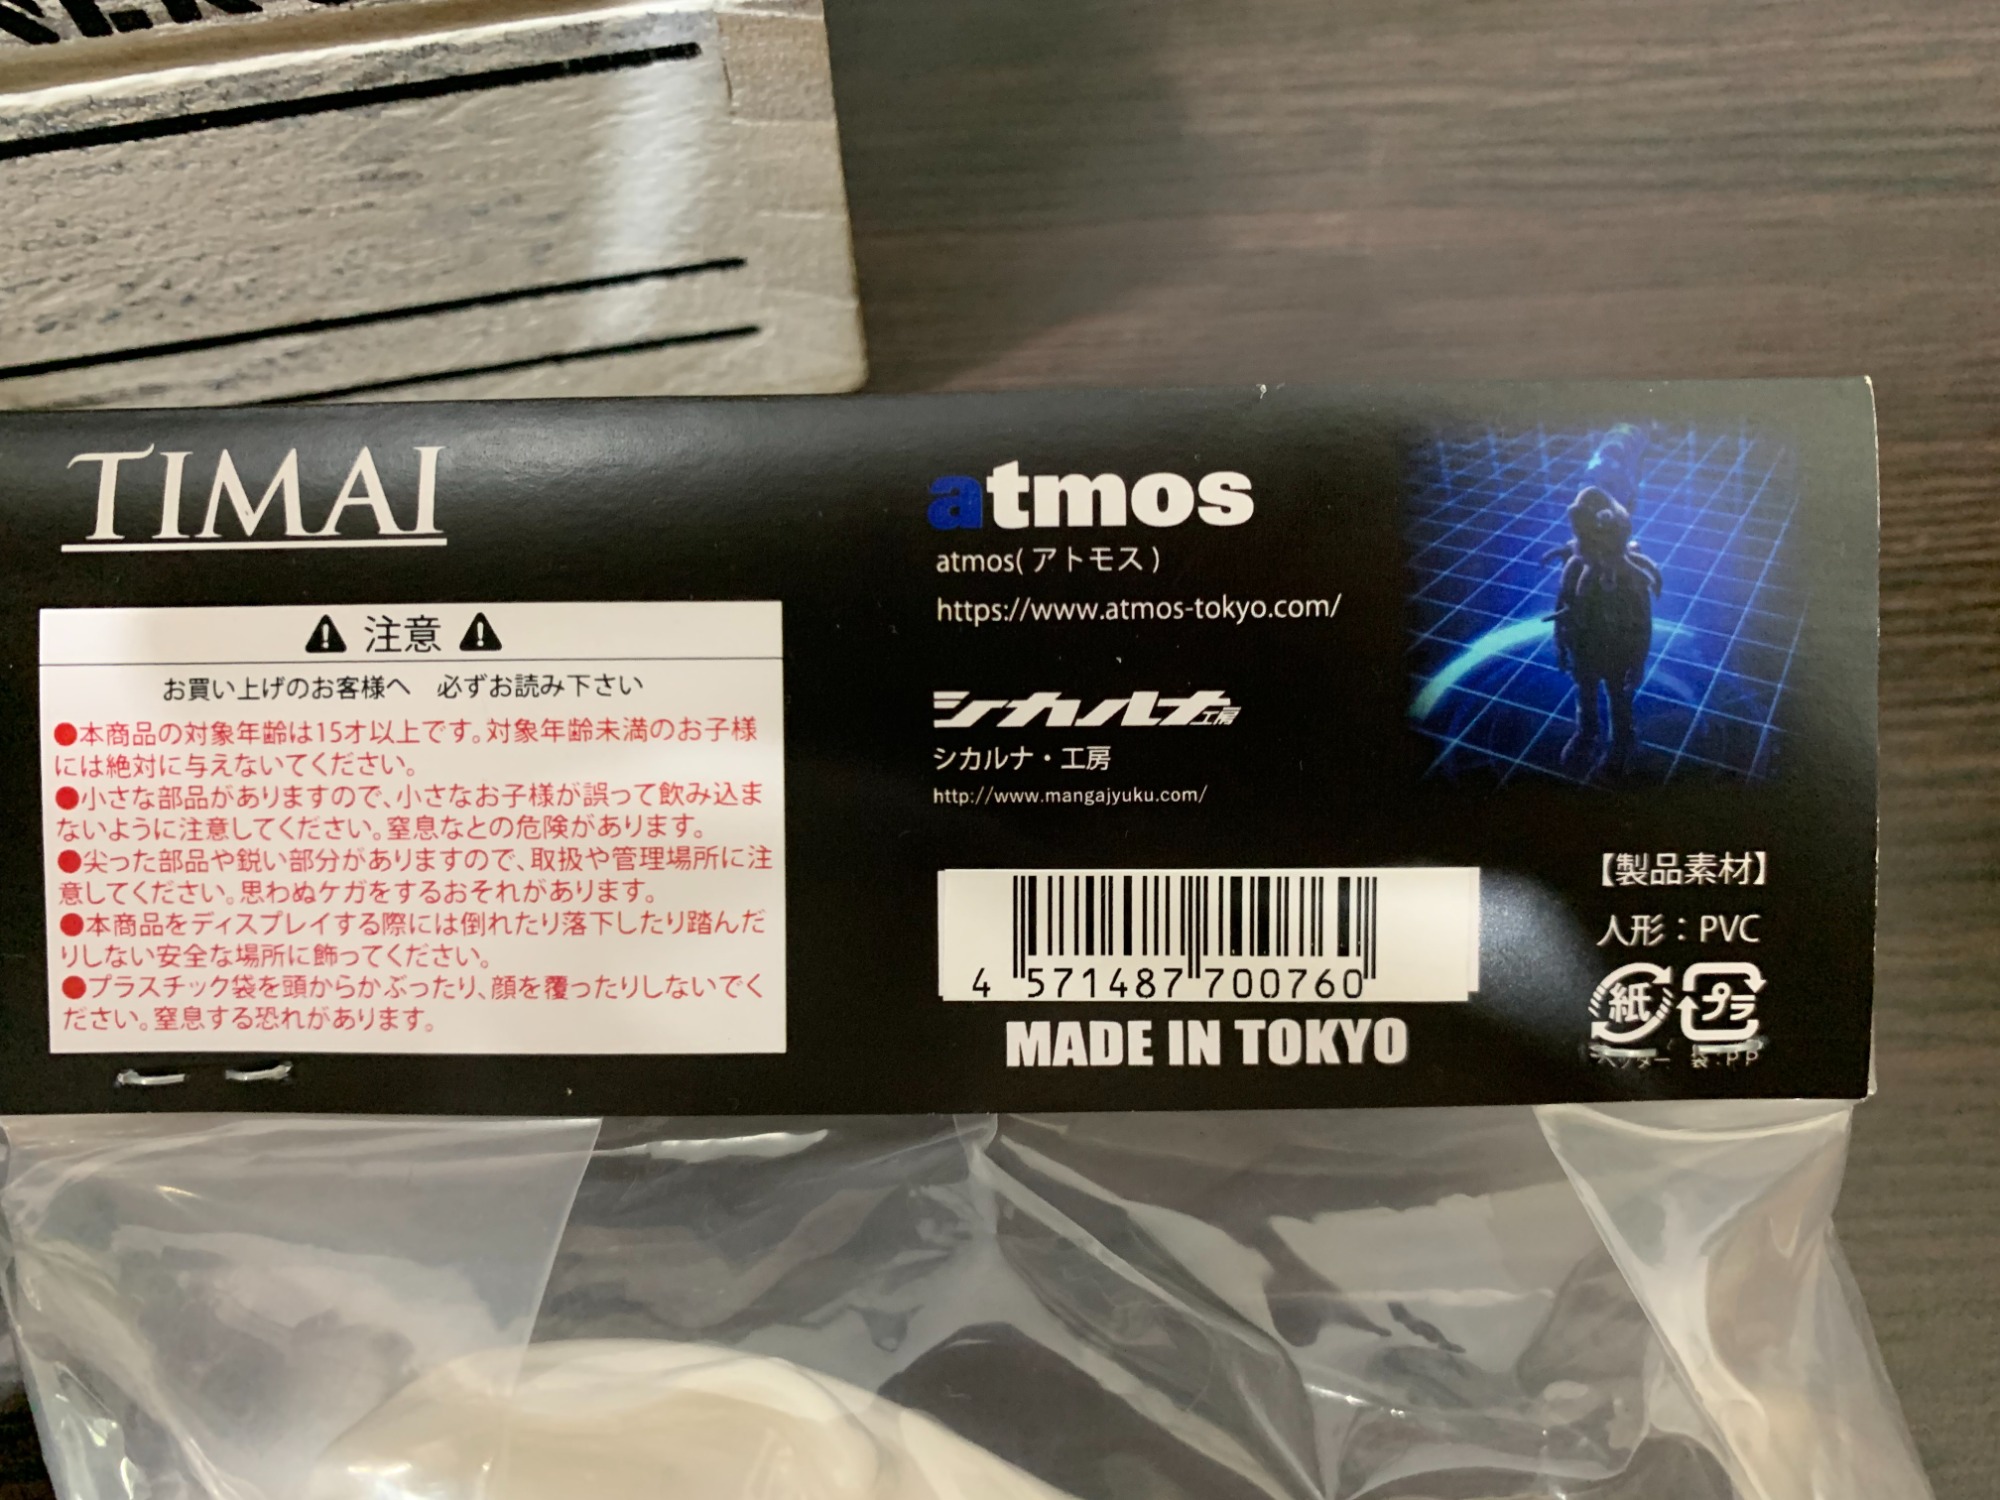 TIMAI
注意
お買い上げのお客様へ 必ずお読み下さい
●本商品の対象年齢は15才以上です。対象年齢未満のお子様
には絶対に与えないてください。
●小さな部品がありますので、小さなお子様が誤って飲み込ま
ないように注意してください。窒息なとの危険があります。
●尖った部品や鋭い部分がありますので、取扱や管理場所に注
意してください。思わぬケガをするおそれがあります。
●本商品をディスプレイする際には倒れたり落下したり踏んだ
りしない安全な場所に飾ってください。
●プラスチック袋を頭からかぶったり、顔を覆ったりしないでく
ださい。窒息する恐れがあります。
atmos
atmos(アトモス)
https://www.atmos-tokyo.com/
シカルナ工房
シカルナ・工房
http://www.mangajyuku.com/
4 571487 700760
MADE IN TOKYO
【製品素材】
人形：PVC
紙 プラ
ヘッダー 袋:PP